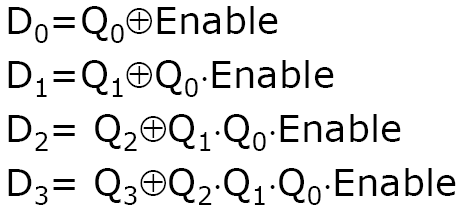 D₀=Q₀⊕Enable
D₁=Q₁⊕Q₀·Enable
D₂= Q₂⊕Q₁·Q₀·Enable
D₃= Q₃⊕Q₂·Q₁·Q₀·Enable